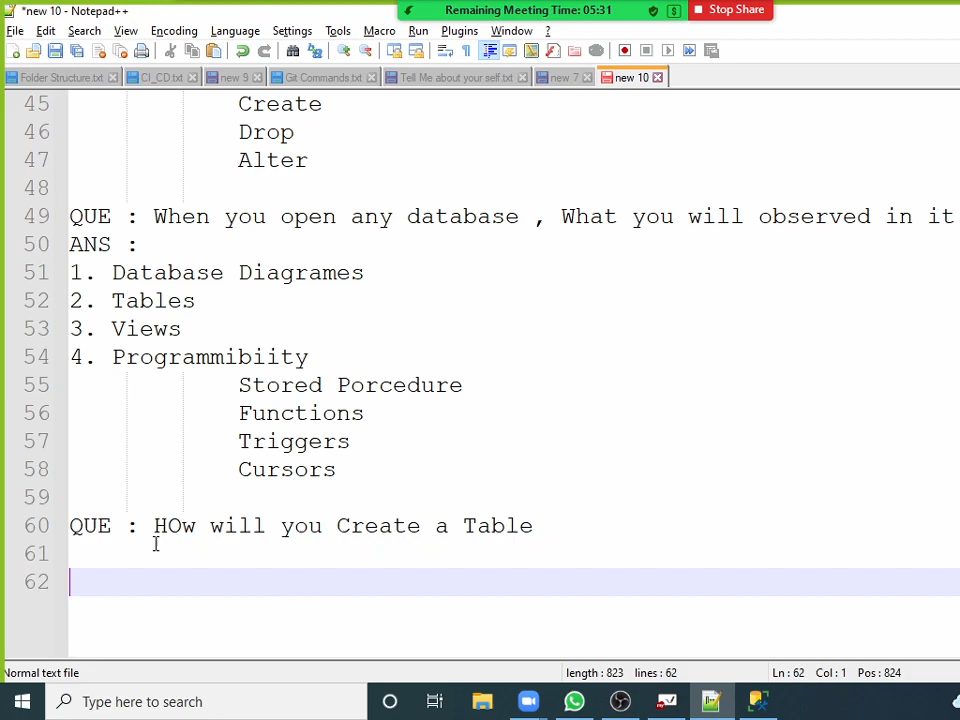 *new 10 - Notepad++
Remaining Meeting Time: 05:31
Stop Share
File Edit Search View Encoding Language Settings Tools Macro Run Plugins Window ?
Folder Structure.txt CI_CD.txt new 9 Git Commands.txt Tell Me about your self.txt new 7 new 10
45 Create
46 Drop
47 Alter
48
49 QUE : When you open any database , What you will observed in it
50 ANS :
51 1. Database Diagrames
52 2. Tables
53 3. Views
54 4. Programmibiity
55 Stored Porcedure
56 Functions
57 Triggers
58 Cursors
59
60 QUE : HOw will you Create a Table
61
62
Normal text file length : 823 lines : 62 Ln : 62 Col : 1 Pos : 824
Type here to search